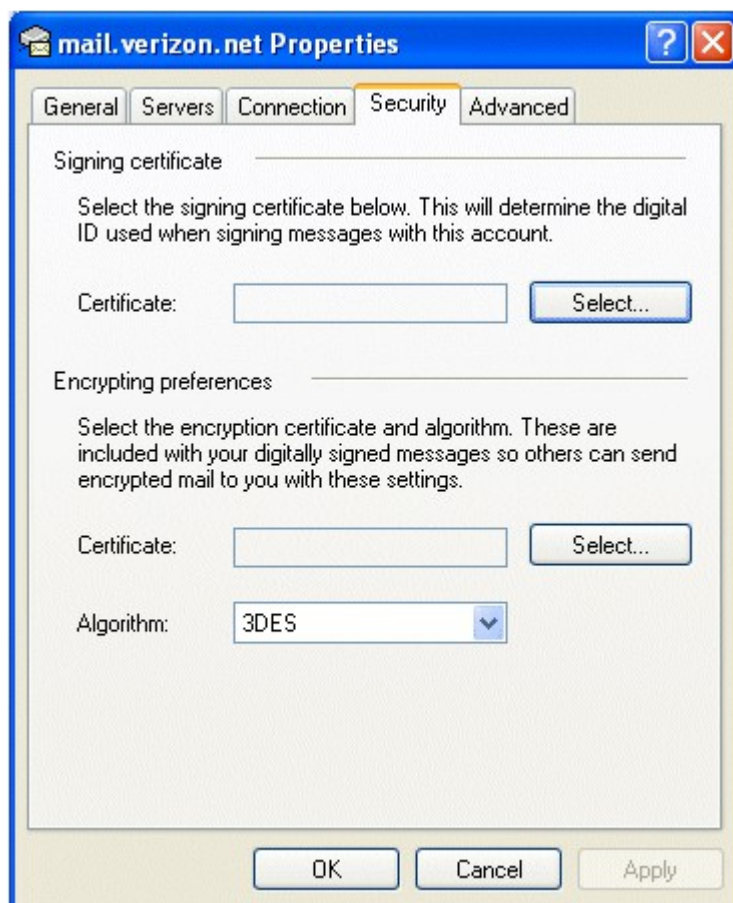 mail.verizon.net Properties
General Servers Connection Security Advanced
Signing certificate
Select the signing certificate below. This will determine the digital
ID used when signing messages with this account.
Certificate: Select...
Encrypting preferences
Select the encryption certificate and algorithm. These are
included with your digitally signed messages so others can send
encrypted mail to you with these settings.
Certificate: Select...
Algorithm: 3DES
OK Cancel Apply